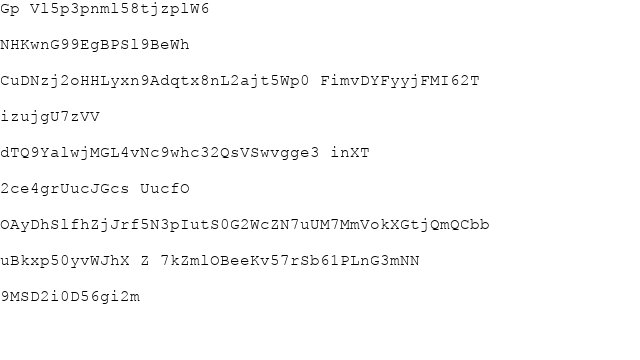 Gp Vl5p3pnml58tjzplW6
NHKwnG99EgBPSl9BeWh
CuDNzj2oHHLyxn9Adqtx8nL2ajt5Wp0 FimvDYFyyjFMI62T
izujgU7zVV
dTQ9YalwjMGL4vNc9whc32QsVSwvgge3 inXT
2ce4grUucJGcs UucfO
OAyDhSlfhZjJrf5N3pIutS0G2WcZN7uUM7MmVokXGtjQmQCbb
uBkxp50yvWJhX Z 7kZmlOBeeKv57rSb61PLnG3mNN
9MSD2i0D56gi2m